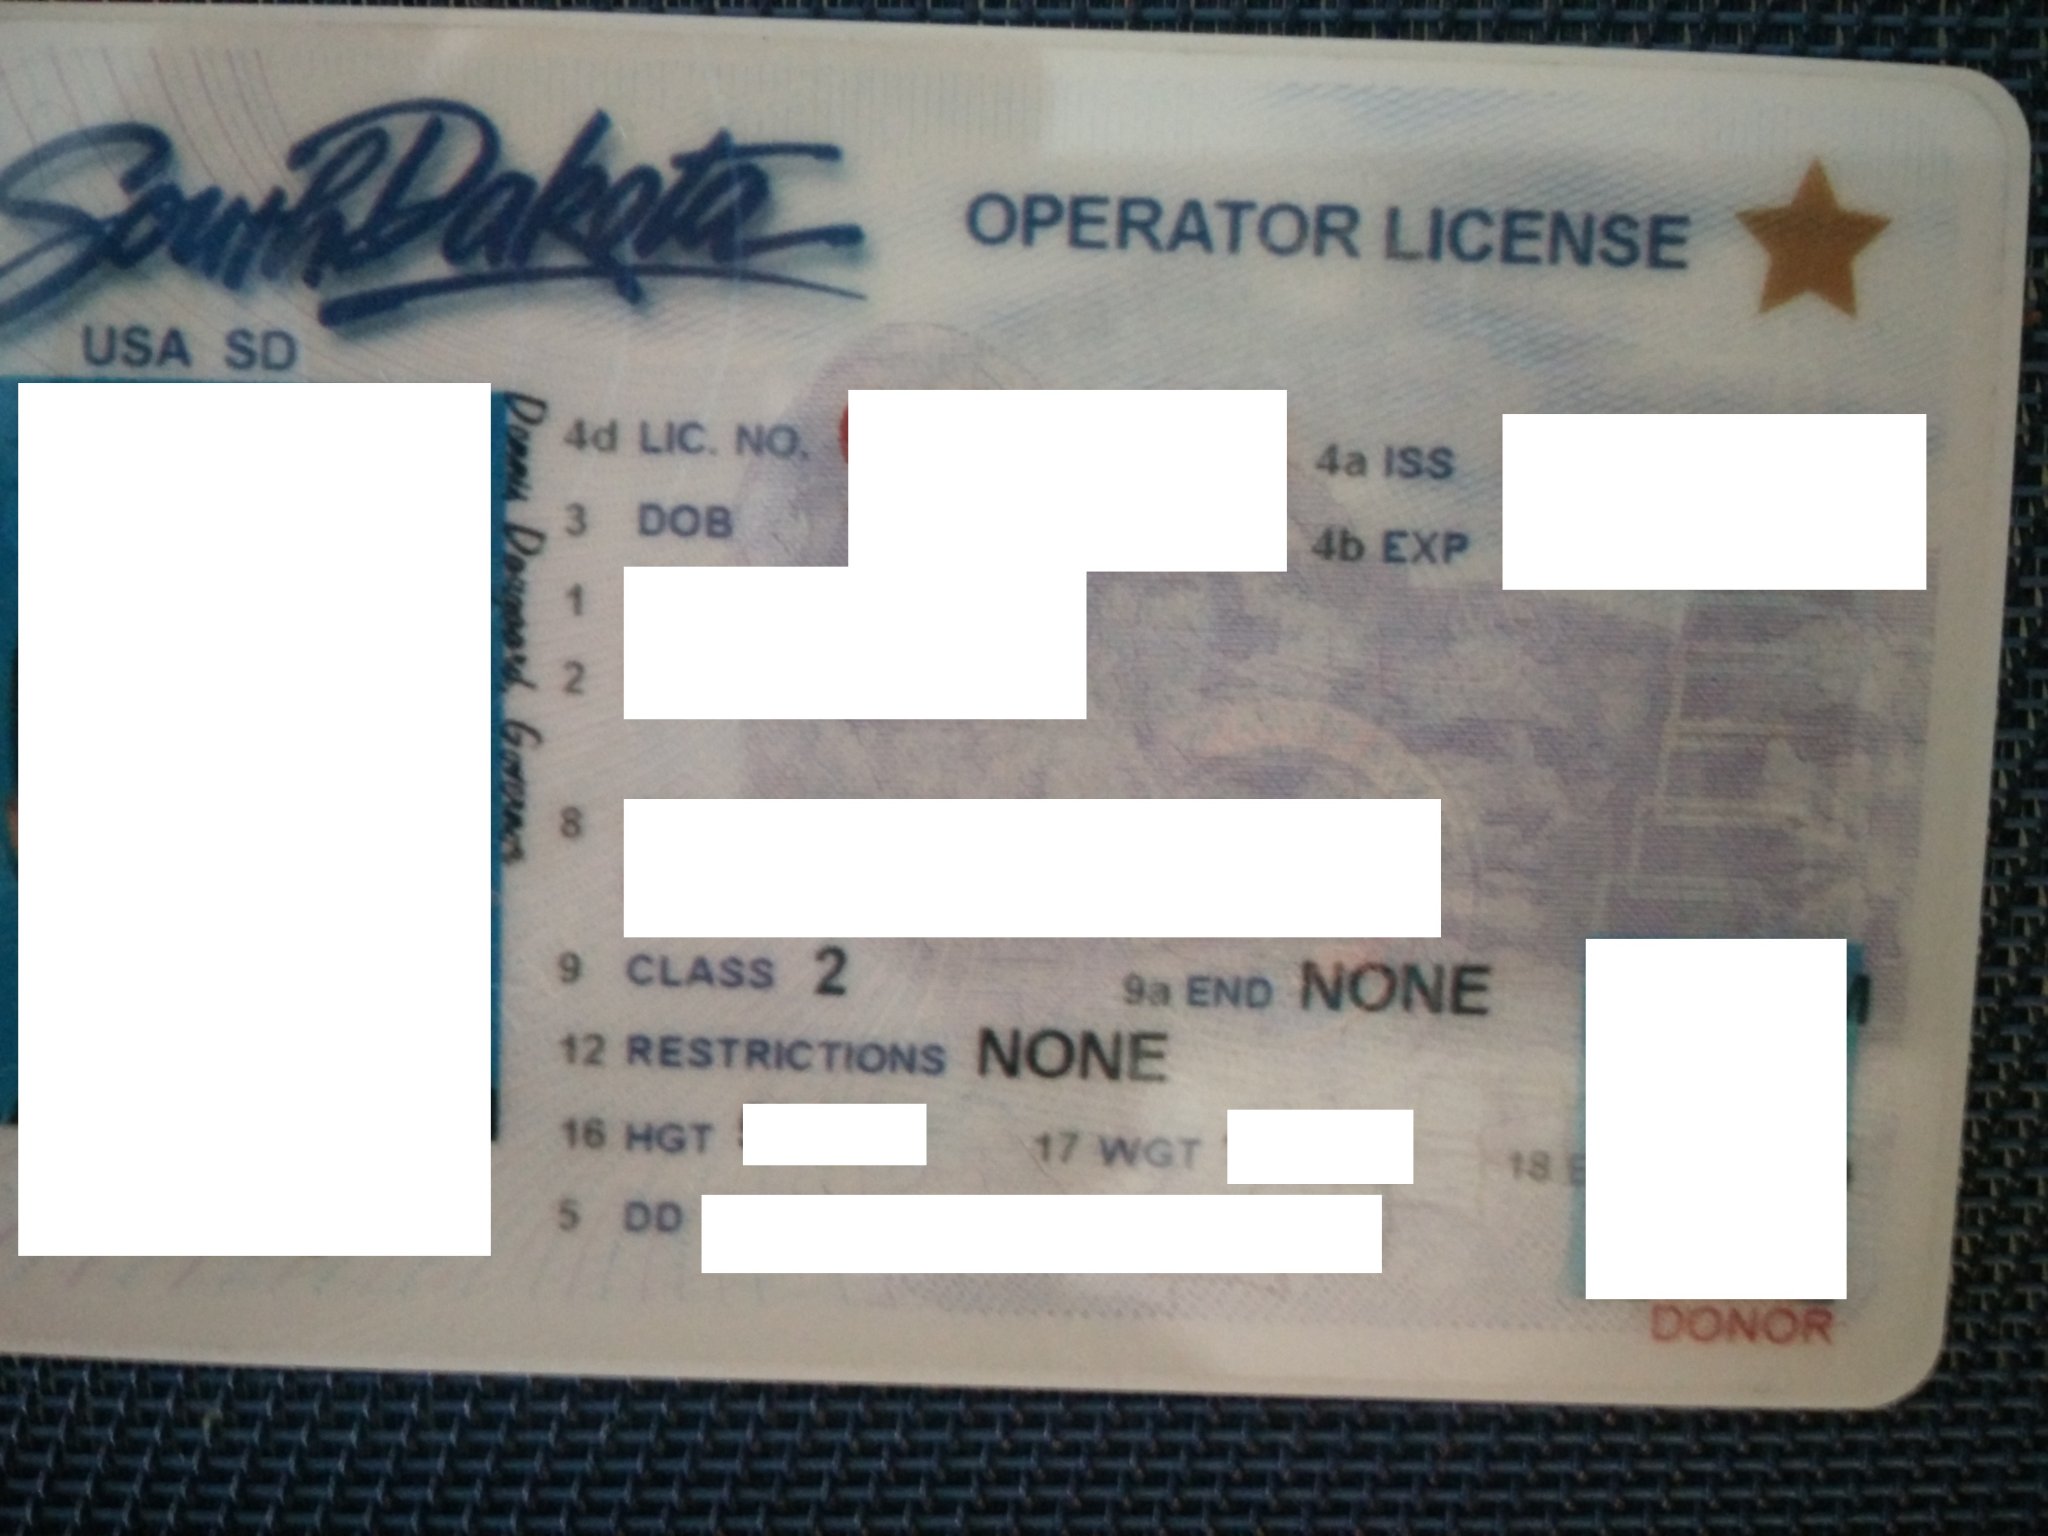 South Dakota
OPERATOR LICENSE
USA SD
Governor
4d LIC. NO.
4a ISS
3 DOB
4b EXP
1
2
8
9 CLASS 2
9a END NONE
12 RESTRICTIONS NONE
16 HGT
17 WGT
18
5 DD
DONOR